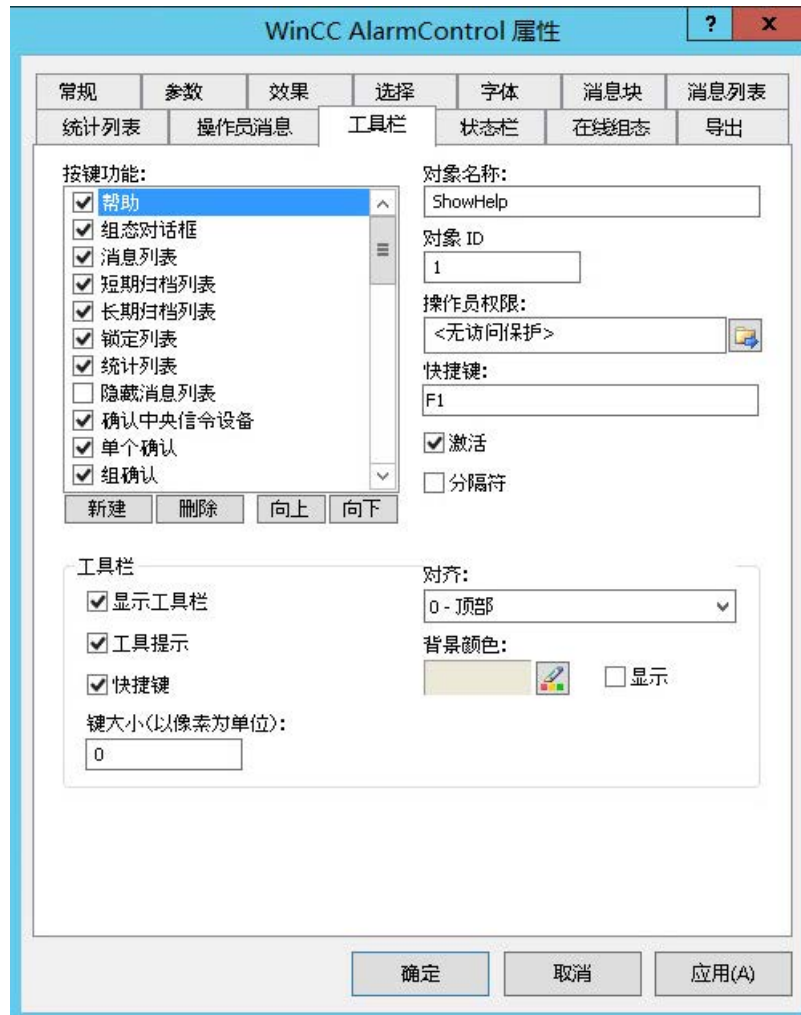 WinCC AlarmControl 属性
?
x
常规
参数
效果
选择
字体
消息块
消息列表
统计列表
操作员消息
工具栏
状态栏
在线组态
导出
按键功能:
帮助
组态对话框
消息列表
短期归档列表
长期归档列表
锁定列表
统计列表
隐藏消息列表
确认中央信令设备
单个确认
组确认
新建
删除
向上
向下
对象名称:
ShowHelp
对象 ID
1
操作员权限:
<无访问保护>
快捷键:
F1
激活
分隔符
工具栏
显示工具栏
工具提示
快捷键
键大小(以像素为单位):
0
对齐:
0 - 顶部
背景颜色:
显示
确定
取消
应用(A)